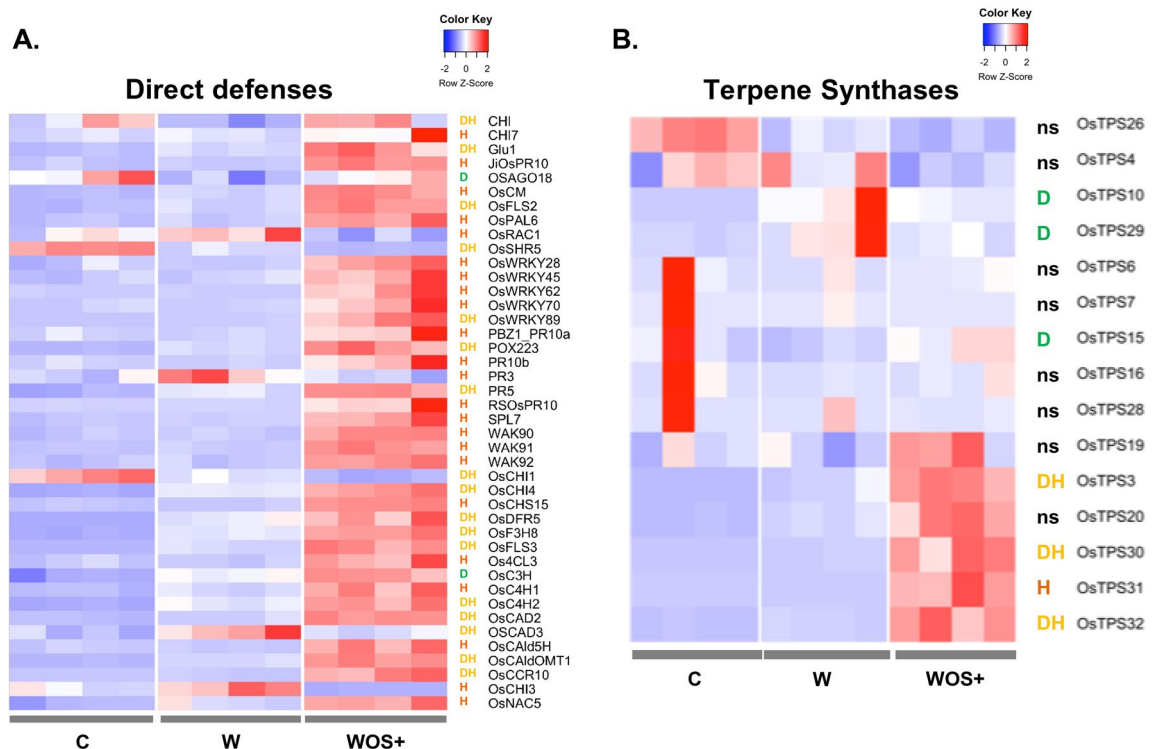 A.
Color Key
-2 0 2
Row Z-Score
Direct defenses
DH CHI
H CHI7
DH Glu1
H JiOsPR10
D OSAGO18
H OsCM
DH OsFLS2
H OsPAL6
H OsRAC1
DH OsSHR5
H OsWRKY28
H OsWRKY45
H OsWRKY62
H OsWRKY70
DH OsWRKY89
H PBZ1_PR10a
DH POX223
H PR10b
H PR3
DH PR5
H RSOsPR10
H SPL7
H WAK90
H WAK91
H WAK92
DH OsCHI1
DH OsCHI4
H OsCHS15
DH OsDFR5
DH OsF3H8
DH OsFLS3
H Os4CL3
D OsC3H
H OsC4H1
DH OsC4H2
DH OsCAD2
DH OSCAD3
H OsCAld5H
DH OsCAldOMT1
DH OsCCR10
H OsCHI3
H OsNAC5
C W WOS+
B.
Color Key
-2 0 2
Row Z-Score
Terpene Synthases
ns OsTPS26
ns OsTPS4
D OsTPS10
D OsTPS29
ns OsTPS6
ns OsTPS7
D OsTPS15
ns OsTPS16
ns OsTPS28
ns OsTPS19
DH OsTPS3
ns OsTPS20
DH OsTPS30
H OsTPS31
DH OsTPS32
C W WOS+